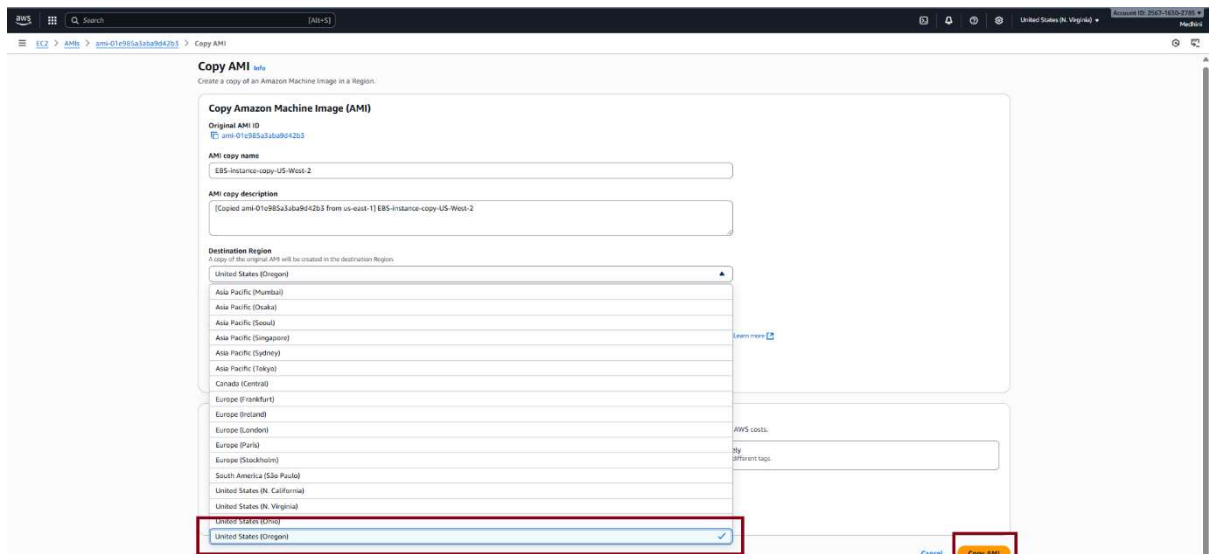 aws Search [Alt+S] United States (N. Virginia) Account ID: 2567-1630-2785
Medhini
EC2 > AMIs > ami-01e985a3aba9d42b3 > Copy AMI
Copy AMI Info
Create a copy of an Amazon Machine Image in a Region.
Copy Amazon Machine Image (AMI)
Original AMI ID
ami-01e985a3aba9d42b3
AMI copy name
EBS-instance-copy-US-West-2
AMI copy description
[Copied ami-01e985a3aba9d42b3 from us-east-1] EBS-instance-copy-US-West-2
Destination Region
A copy of the original AMI will be created in the destination Region.
United States (Oregon)
Asia Pacific (Mumbai)
Asia Pacific (Osaka)
Asia Pacific (Seoul)
Asia Pacific (Singapore) Learn more
Asia Pacific (Sydney)
Asia Pacific (Tokyo)
Canada (Central)
Europe (Frankfurt)
Europe (Ireland)
Europe (London) AWS costs.
Europe (Paris)
Europe (Stockholm) different tags.
South America (São Paulo)
United States (N. California)
United States (N. Virginia)
United States (Ohio)
United States (Oregon)
Cancel Copy AMI